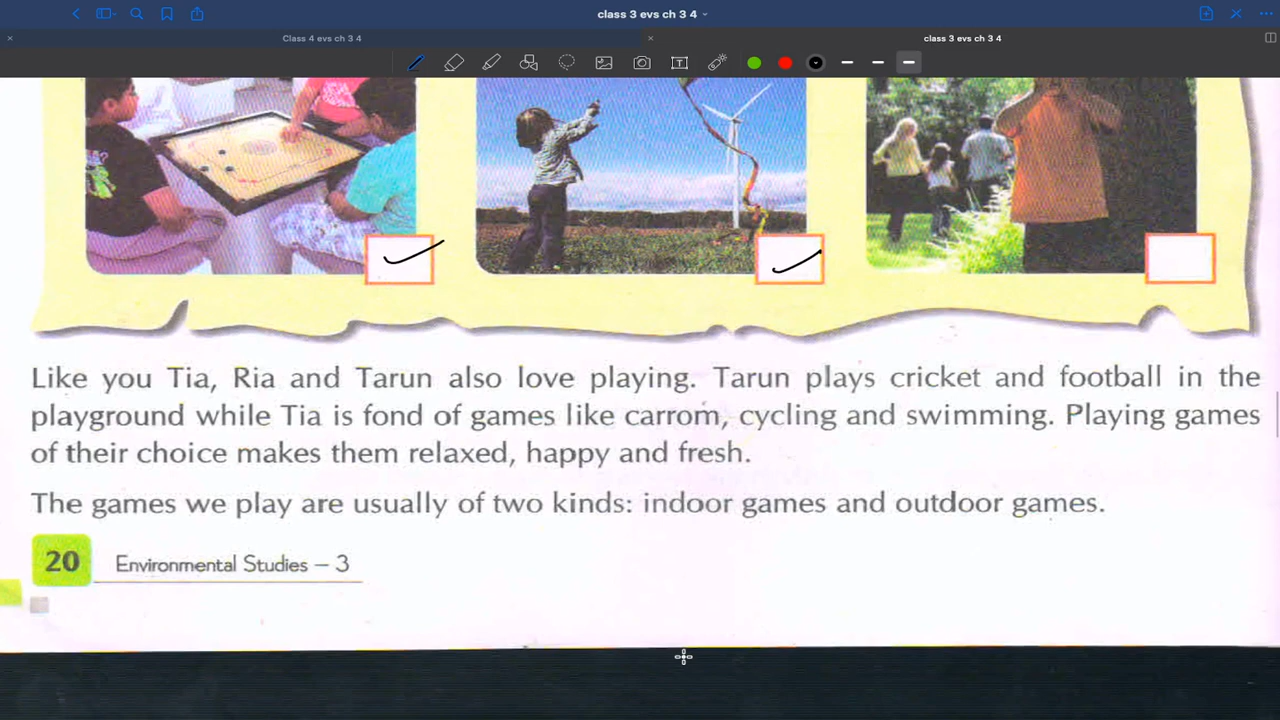 class 3 evs ch 3 4
Class 4 evs ch 3 4
class 3 evs ch 3 4
Like you Tia, Ria and Tarun also love playing. Tarun plays cricket and football in the
playground while Tia is fond of games like carrom, cycling and swimming. Playing games
of their choice makes them relaxed, happy and fresh.
The games we play are usually of two kinds: indoor games and outdoor games.
20 Environmental Studies – 3